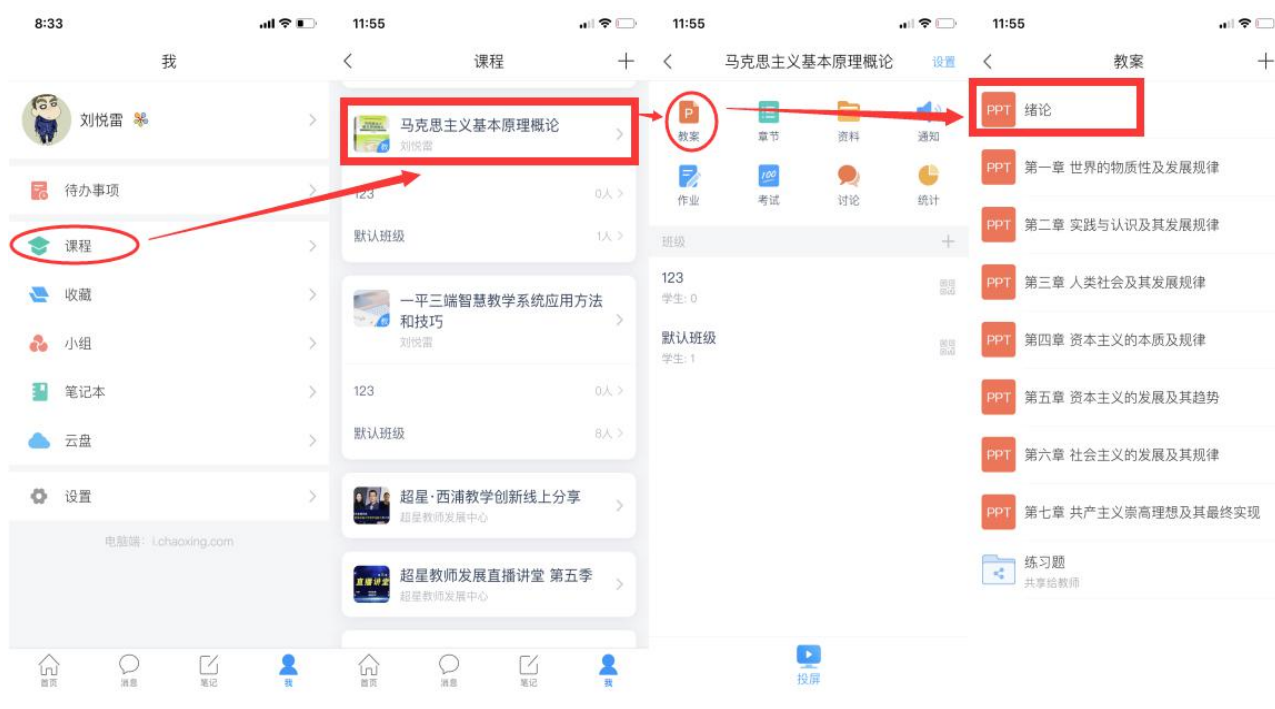 8:33
我
刘悦雷
待办事项
课程
收藏
小组
笔记本
云盘
设置
电脑端：i.chaoxing.com
首页
消息
笔记
我
11:55
课程
马克思主义基本原理概论
刘悦雷
123
0人
默认班级
1人
一平三端智慧教学系统应用方法
和技巧
刘悦雷
123
0人
默认班级
8人
超星·西浦教学创新线上分享
超星教师发展中心
直播讲堂
超星教师发展直播讲堂 第五季
超星教师发展中心
首页
消息
笔记
我
11:55
马克思主义基本原理概论
设置
P
教案
章节
资料
通知
作业
100
考试
讨论
统计
班级
123
学生: 0
默认班级
学生: 1
投屏
11:55
教案
PPT 绪论
PPT 第一章 世界的物质性及发展规律
PPT 第二章 实践与认识及其发展规律
PPT 第三章 人类社会及其发展规律
PPT 第四章 资本主义的本质及规律
PPT 第五章 资本主义的发展及其趋势
PPT 第六章 社会主义的发展及其规律
PPT 第七章 共产主义崇高理想及其最终实现
练习题
共享给教师